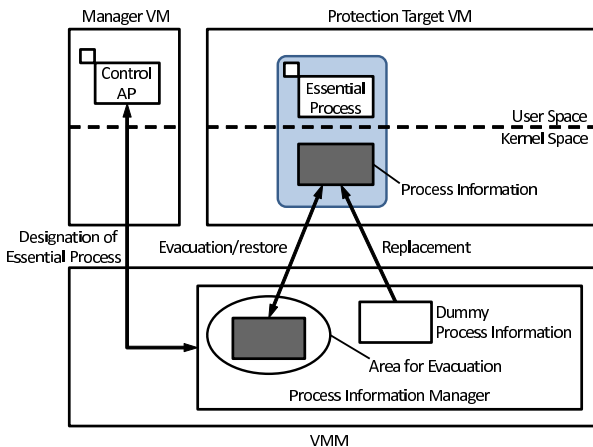 Manager VM
Protection Target VM
Control
AP
Essential
Process
User Space
Kernel Space
Process Information
Designation of
Essential Process
Evacuation/restore
Replacement
Dummy
Process Information
Area for Evacuation
Process Information Manager
VMM